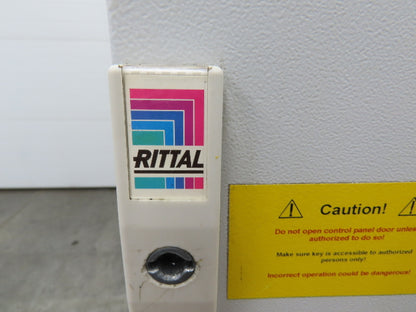 RITTAL
Caution!
Do not open control panel door unless
authorized to do so!
Make sure key is accessible to authorized
persons only!
Incorrect operation could be dangerous!